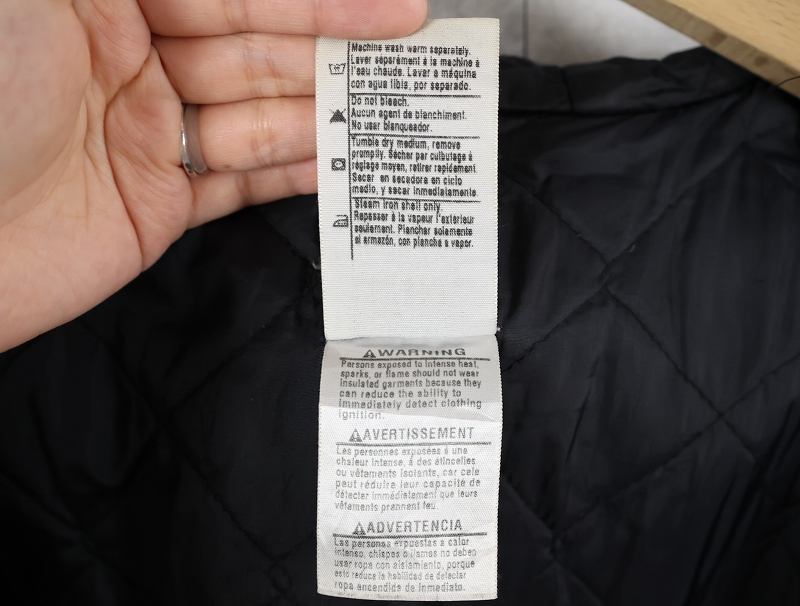 Machine wash warm separately.
Laver séparément à la machine à
l'eau chaude. Lavar a máquina
con agua tibia, por separado.
Do not bleach.
Aucun agent de blanchiment.
No usar blanqueador.
Tumble dry medium, remove
promptly. Sécher par culbutage à
réglage moyen, retirer rapidement.
Secar en secadora en ciclo
medio, y sacar inmediatamente.
Steam iron shell only.
Repasser à la vapeur l'extérieur
seulement. Planchar solamente
el armazón, con plancha a vapor.
WARNING
Persons exposed to intense heat,
sparks, or flame should not wear
insulated garments because they
can reduce the ability to
immediately detect clothing
ignition.
AVERTISSEMENT
Les personnes exposées à une
chaleur intense, à des étincelles
ou vêtements isolants, car cela
peut réduire leur capacité de
détecter immédiatement que leurs
vêtements prennent feu.
ADVERTENCIA
Las personas expuestas a calor
intenso, chispas o llamas no deben
usar ropa con aislamiento, porque
esto reduce la habilidad de detectar
ropa encendida de inmediato.